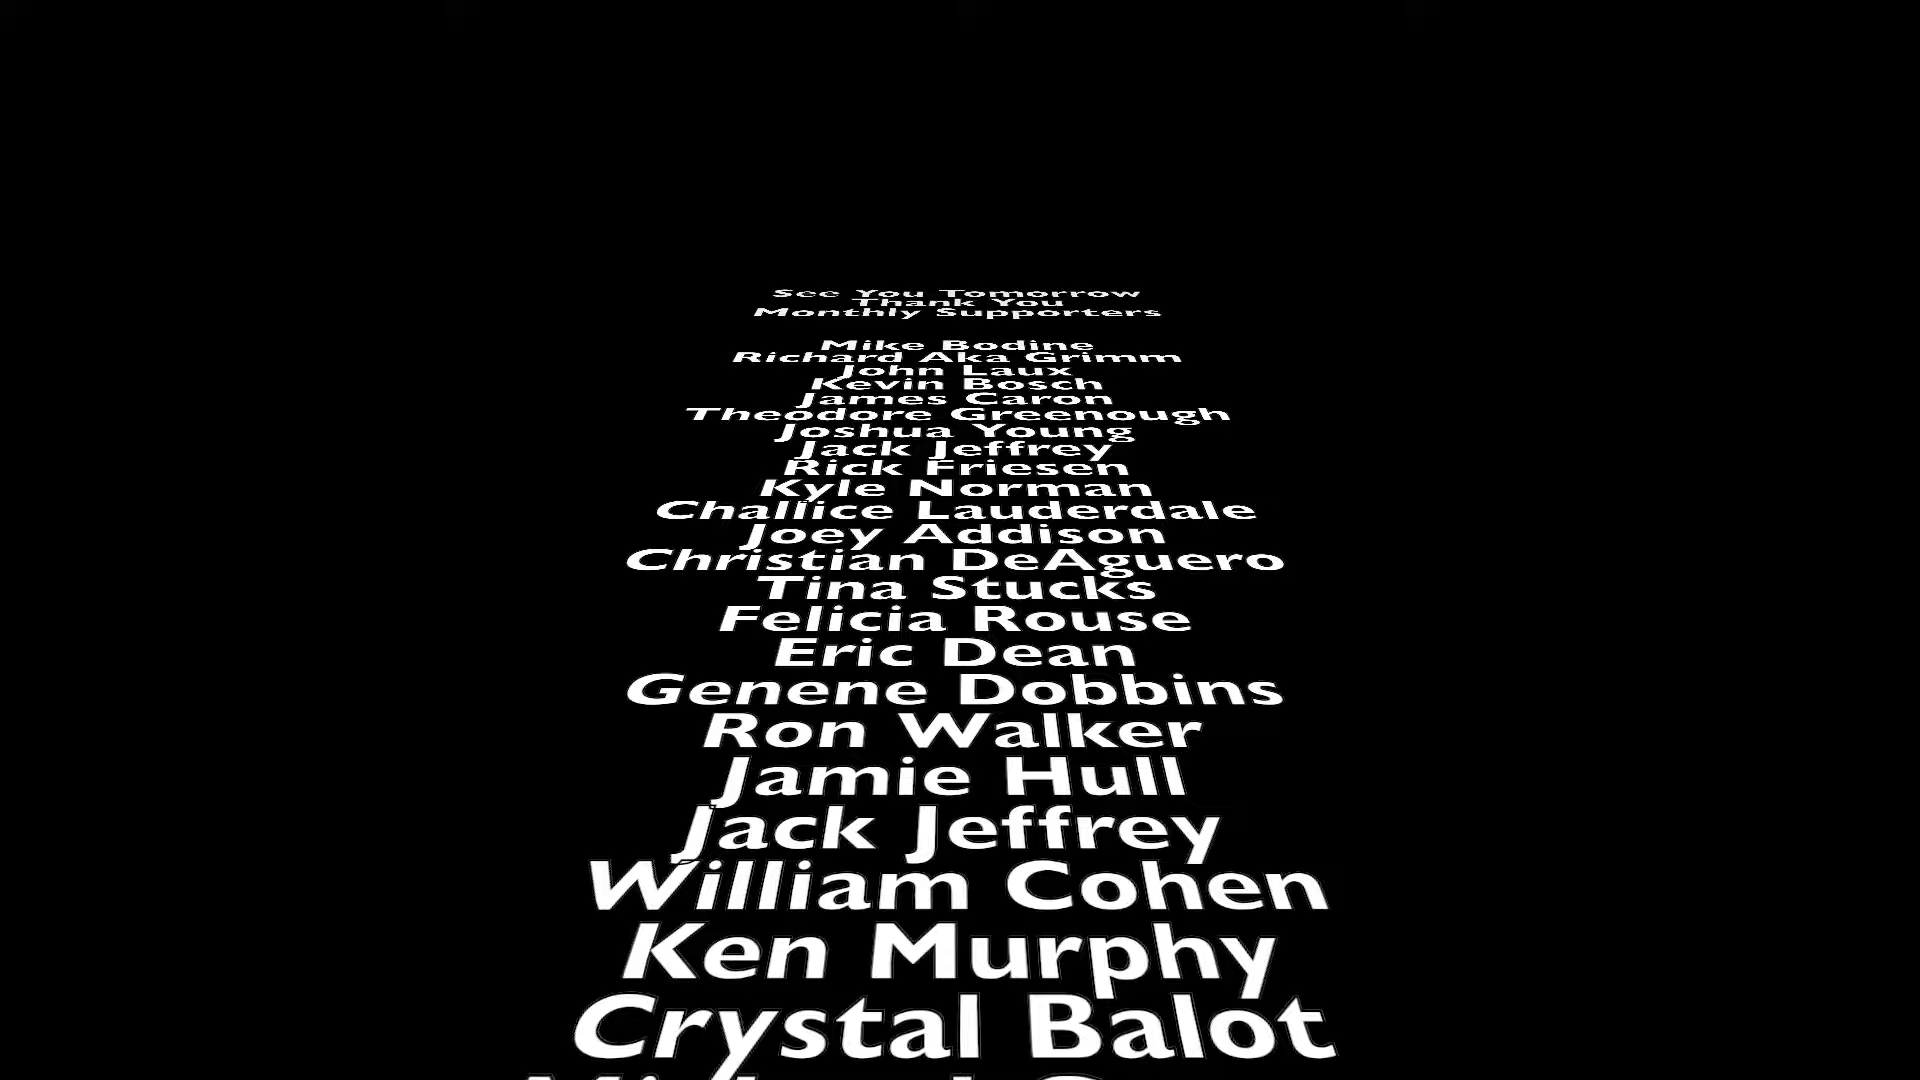 See You Tomorrow
Thank You
Monthly Supporters
Mike Bodine
Richard Aka Grimm
John Laux
Kevin Bosch
James Caron
Theodore Greenough
Joshua Young
Jack Jeffrey
Rick Friesen
Kyle Norman
Challice Lauderdale
Joey Addison
Christian DeAguero
Tina Stucks
Felicia Rouse
Eric Dean
Genene Dobbins
Ron Walker
Jamie Hull
Jack Jeffrey
William Cohen
Ken Murphy
Crystal Balot